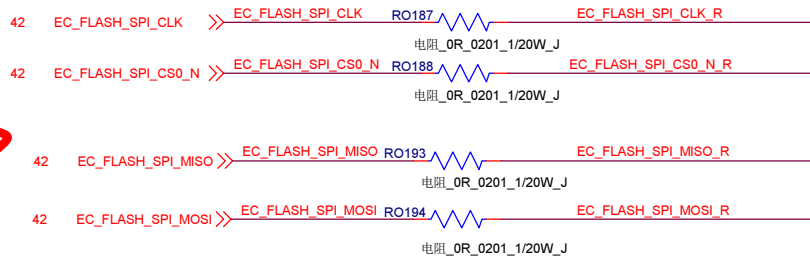 42 EC_FLASH_SPI_CLK EC_FLASH_SPI_CLK RO187 EC_FLASH_SPI_CLK_R
电阻_0R_0201_1/20W_J
42 EC_FLASH_SPI_CS0_N EC_FLASH_SPI_CS0_N RO188 EC_FLASH_SPI_CS0_N_R
电阻_0R_0201_1/20W_J
42 EC_FLASH_SPI_MISO EC_FLASH_SPI_MISO RO193 EC_FLASH_SPI_MISO_R
电阻_0R_0201_1/20W_J
42 EC_FLASH_SPI_MOSI EC_FLASH_SPI_MOSI RO194 EC_FLASH_SPI_MOSI_R
电阻_0R_0201_1/20W_J